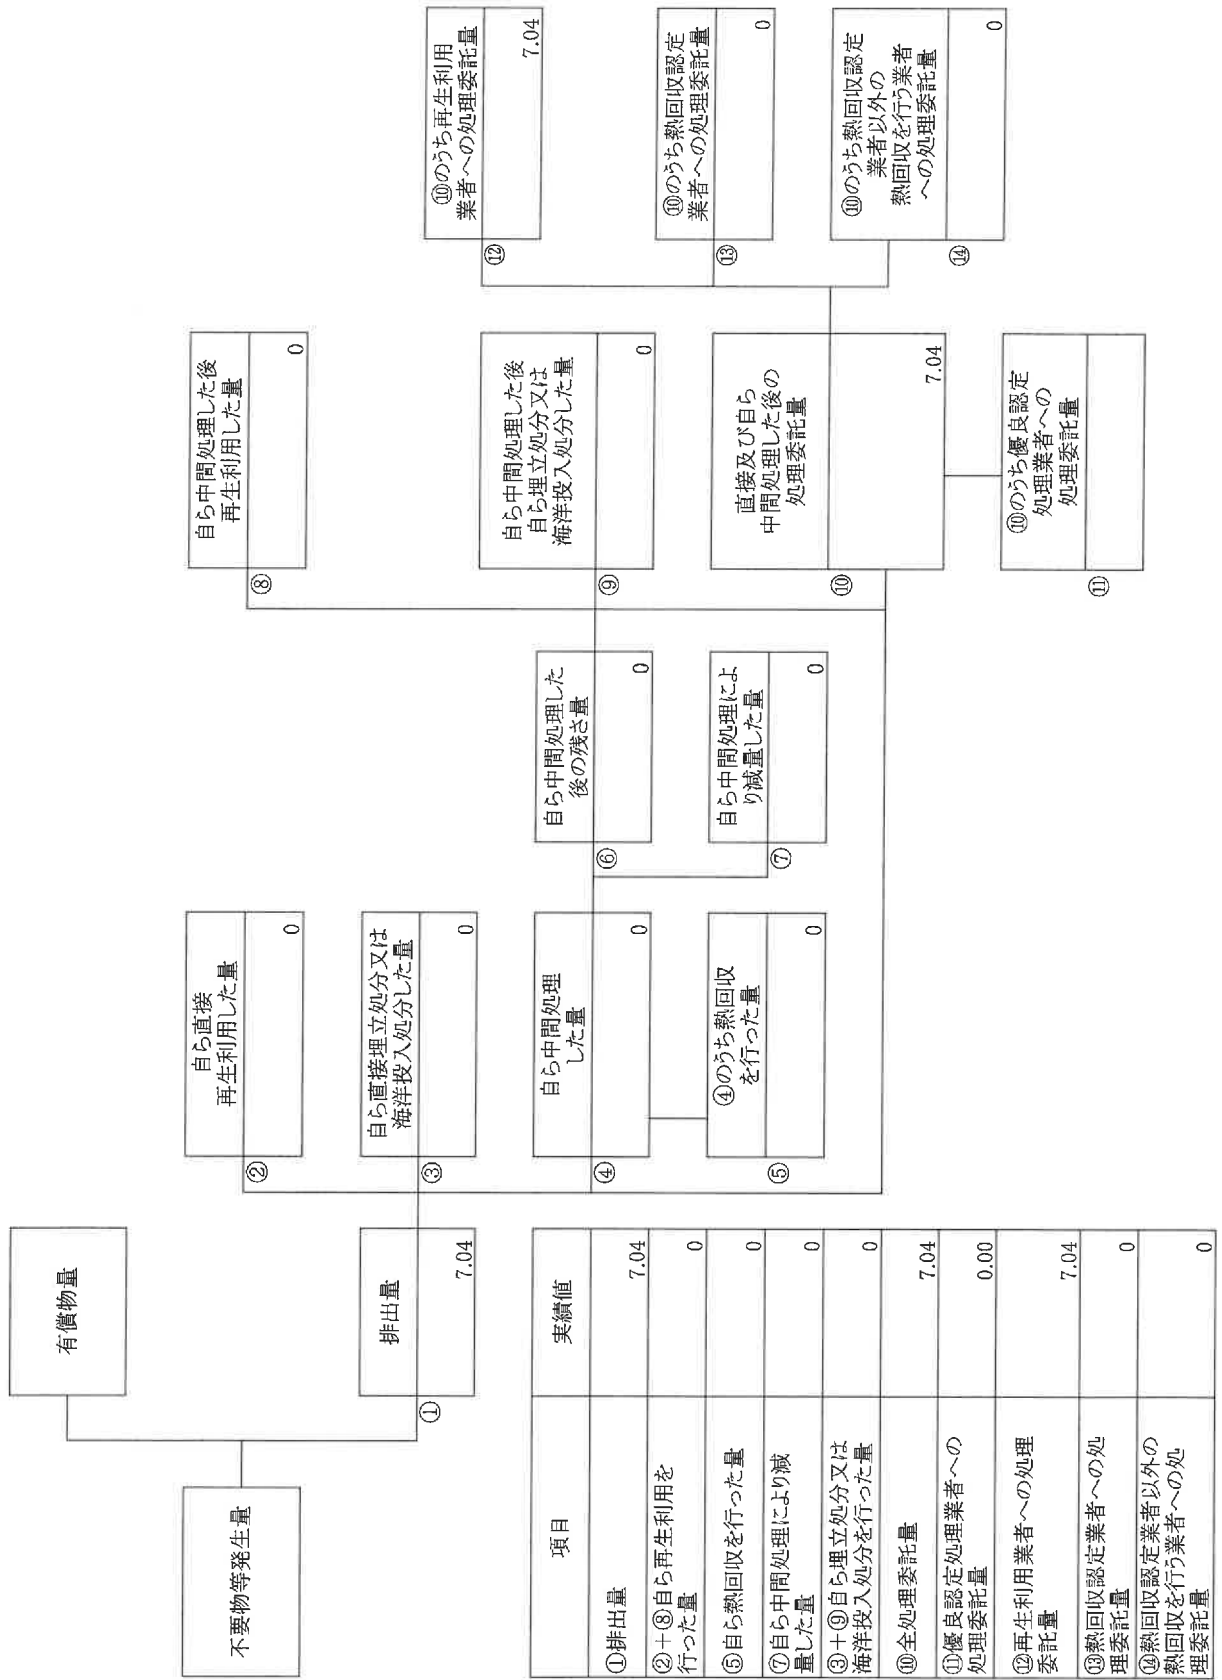 有償物量
不要物等発生量
①
排出量
7.04
②
自ら直接
再生利用した量
0
③
自ら直接埋立処分又は
海洋投入処分した量
0
④
自ら中間処理
した量
0
⑤
④のうち熱回収
を行った量
0
⑥
自ら中間処理した
後の残さ量
0
⑦
自ら中間処理によ
り減量した量
0
⑧
自ら中間処理した後
再生利用した量
0
⑨
自ら中間処理した後
自ら埋立処分又は
海洋投入処分した量
0
⑩
直接及び自ら
中間処理した後の
処理委託量
7.04
⑪
⑩のうち優良認定
処理業者への
処理委託量
⑫
⑩のうち再生利用
業者への処理委託量
7.04
⑬
⑩のうち熱回収認定
業者への処理委託量
0
⑭
⑩のうち熱回収認定
業者以外の
熱回収を行う業者
への処理委託量
0
項目 実績値
①排出量 7.04
②+⑧自ら再生利用を
行った量 0
⑤自ら熱回収を行った量 0
⑦自ら中間処理により減
量した量 0
③+⑨自ら埋立処分又は
海洋投入処分を行った量 0
⑩全処理委託量 7.04
⑪優良認定処理業者への
処理委託量 0.00
⑫再生利用業者への処理
委託量 7.04
⑬熱回収認定業者への処
理委託量 0
⑭熱回収認定業者以外の
熱回収を行う業者への処
理委託量 0